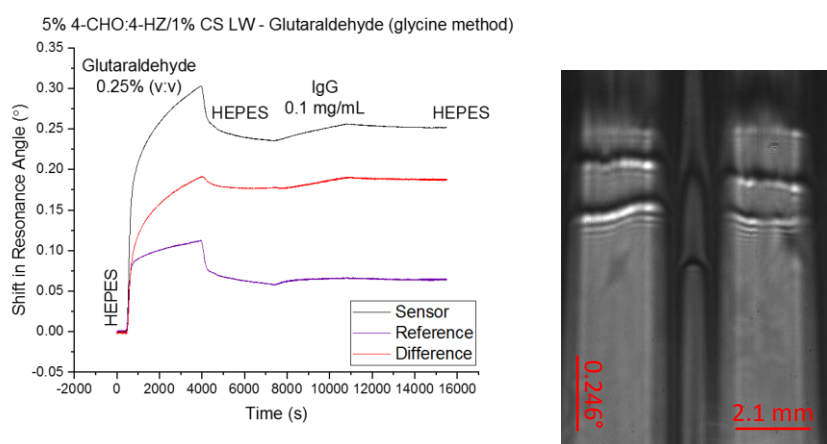 5% 4-CHO:4-HZ/1% CS LW - Glutaraldehyde (glycine method)
Shift in Resonance Angle (°)
0.35
0.30
0.25
0.20
0.15
0.10
0.05
0.00
-0.05
Glutaraldehyde
0.25% (v:v)
HEPES
IgG
0.1 mg/mL
HEPES
HEPES
Sensor
Reference
Difference
-2000 0 2000 4000 6000 8000 10000 12000 14000 16000
Time (s)
0.246°
2.1 mm